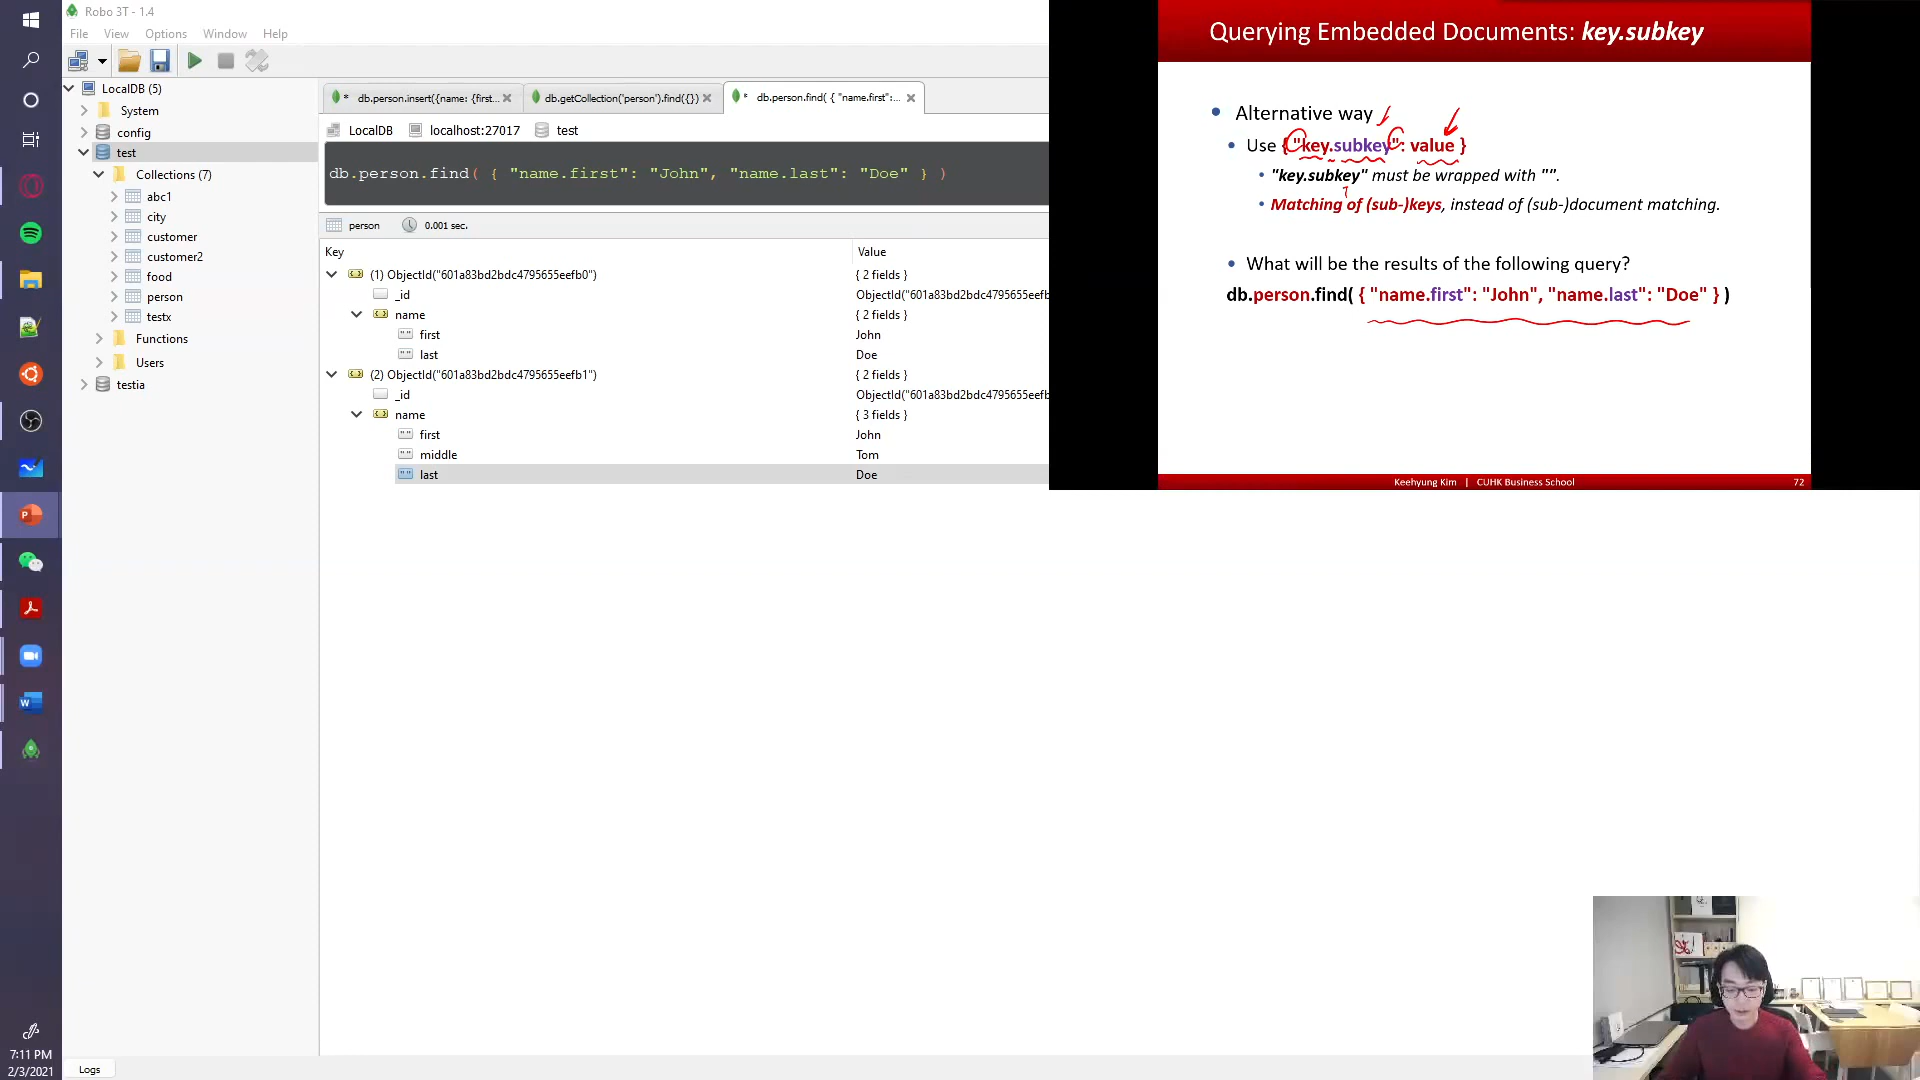 Robo 3T - 1.4
File View Options Window Help
LocalDB (5)
System
config
test
Collections (7)
abc1
city
customer
customer2
food
person
testx
Functions
Users
testia
* db.person.insert({name: {first...
db.getCollection('person').find({})
* db.person.find( { "name.first":...
LocalDB localhost:27017 test
db.person.find( { "name.first": "John", "name.last": "Doe" } )
person 0.001 sec.
Key Value
(1) ObjectId("601a83bd2bdc4795655eefb0") { 2 fields }
_id ObjectId("601a83bd2bdc4795655eefb
name { 2 fields }
first John
last Doe
(2) ObjectId("601a83bd2bdc4795655eefb1") { 2 fields }
_id ObjectId("601a83bd2bdc4795655eefb
name { 3 fields }
first John
middle Tom
last Doe
Querying Embedded Documents: key.subkey
• Alternative way
• Use { "key.subkey": value }
• "key.subkey" must be wrapped with "".
• Matching of (sub-)keys, instead of (sub-)document matching.
• What will be the results of the following query?
db.person.find( { "name.first": "John", "name.last": "Doe" } )
Keehyung Kim | CUHK Business School 72
7:11 PM
2/3/2021
Logs